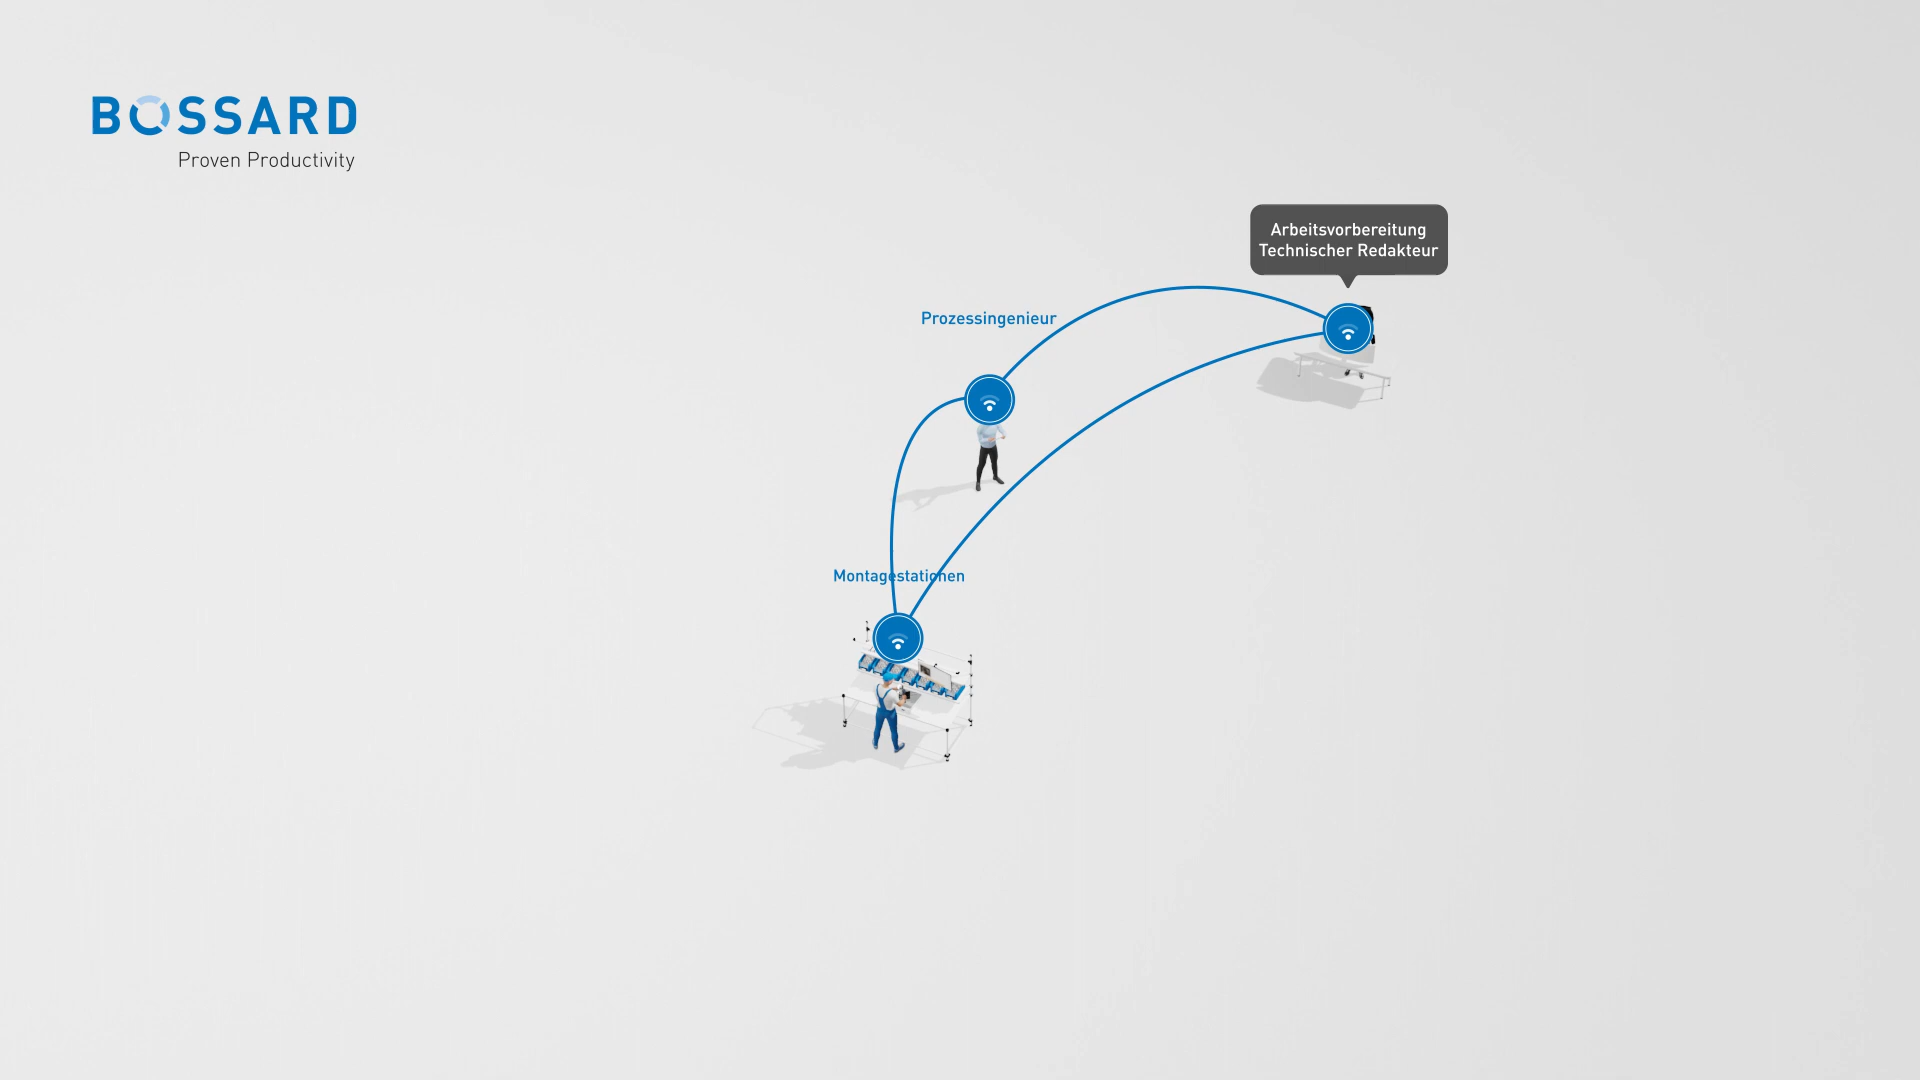 BOSSARD
Proven Productivity
Arbeitsvorbereitung
Technischer Redakteur
Prozessingenieur
Montagestationen